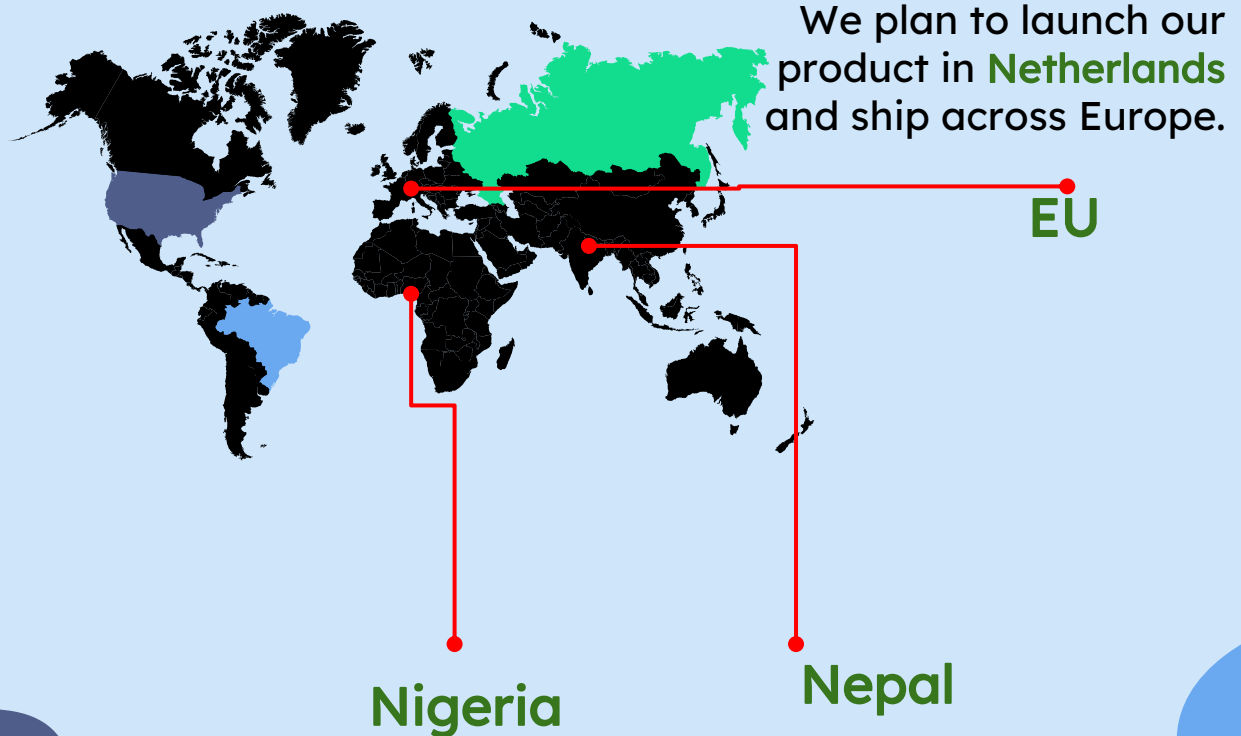 We plan to launch our
product in Netherlands
and ship across Europe.
EU
Nepal
Nigeria